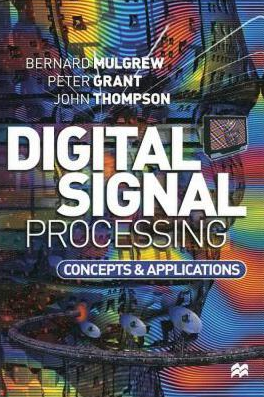 BERNARD MULGREW
PETER GRANT
JOHN THOMPSON
DIGITAL
SIGNAL
PROCESSING
CONCEPTS & APPLICATIONS